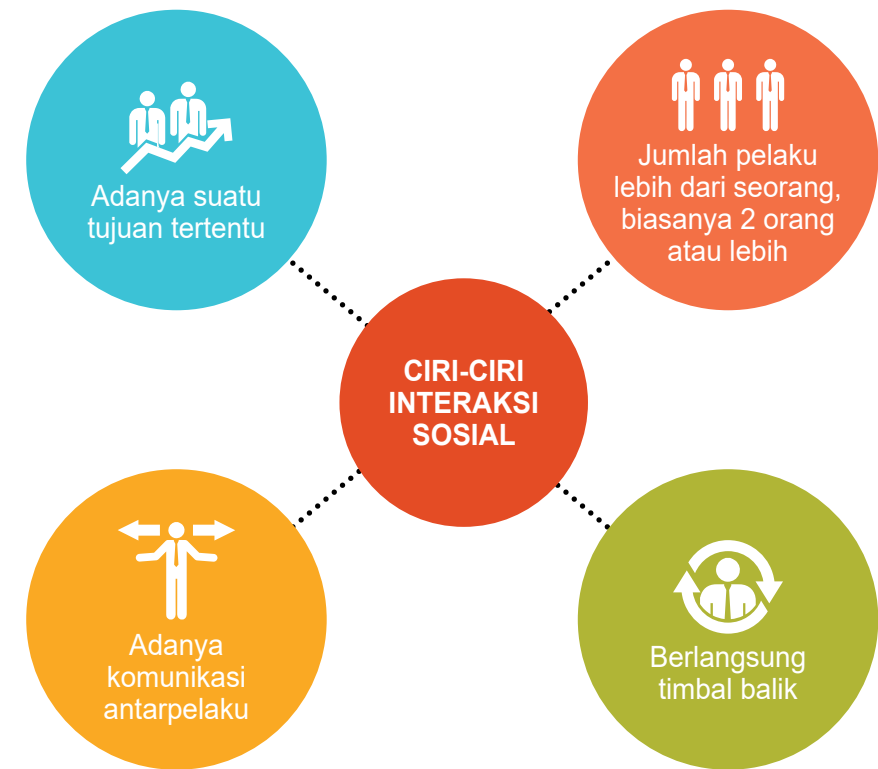 Adanya suatu
tujuan tertentu
Jumlah pelaku
lebih dari seorang,
biasanya 2 orang
atau lebih
CIRI-CIRI
INTERAKSI
SOSIAL
Adanya
komunikasi
antarpelaku
Berlangsung
timbal balik